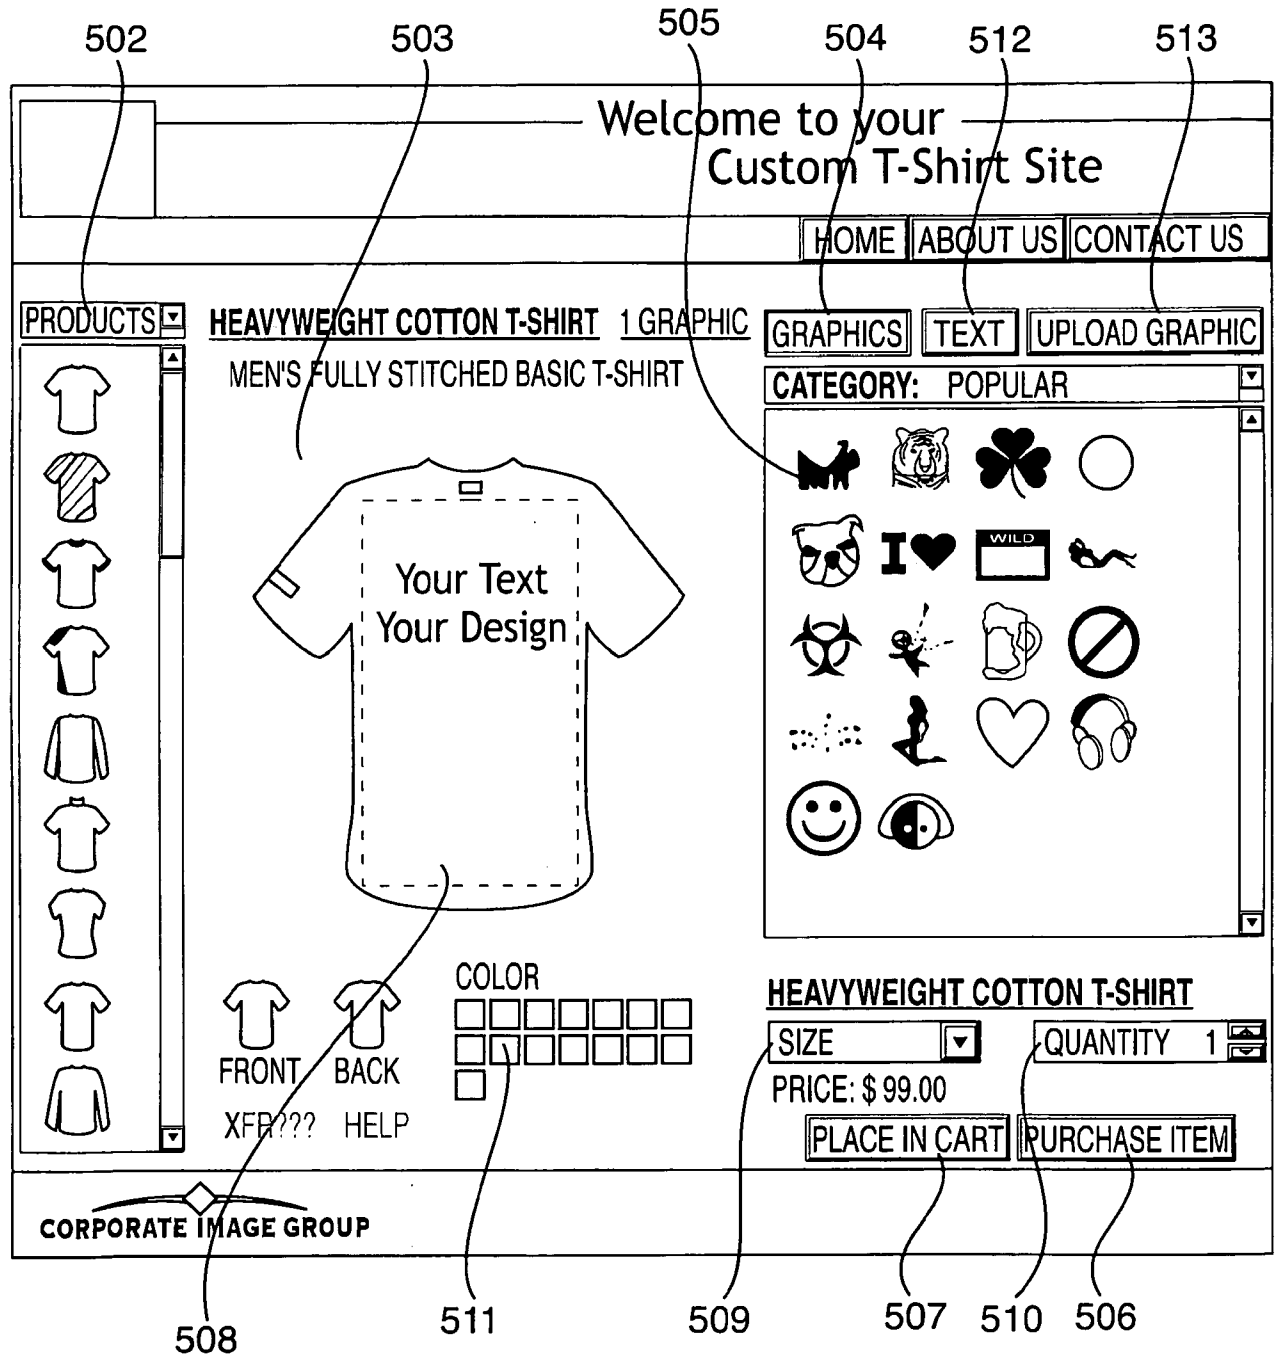 502 503 505 504 512 513
Welcome to your
Custom T-Shirt Site
HOME ABOUT US CONTACT US
PRODUCTS
HEAVYWEIGHT COTTON T-SHIRT 1 GRAPHIC
MEN'S FULLY STITCHED BASIC T-SHIRT
GRAPHICS TEXT UPLOAD GRAPHIC
CATEGORY: POPULAR
I
WILD
Your Text
Your Design
COLOR
FRONT BACK
XFR??? HELP
HEAVYWEIGHT COTTON T-SHIRT
SIZE QUANTITY 1
PRICE: $ 99.00
PLACE IN CART PURCHASE ITEM
CORPORATE IMAGE GROUP
508 511 509 507 510 506